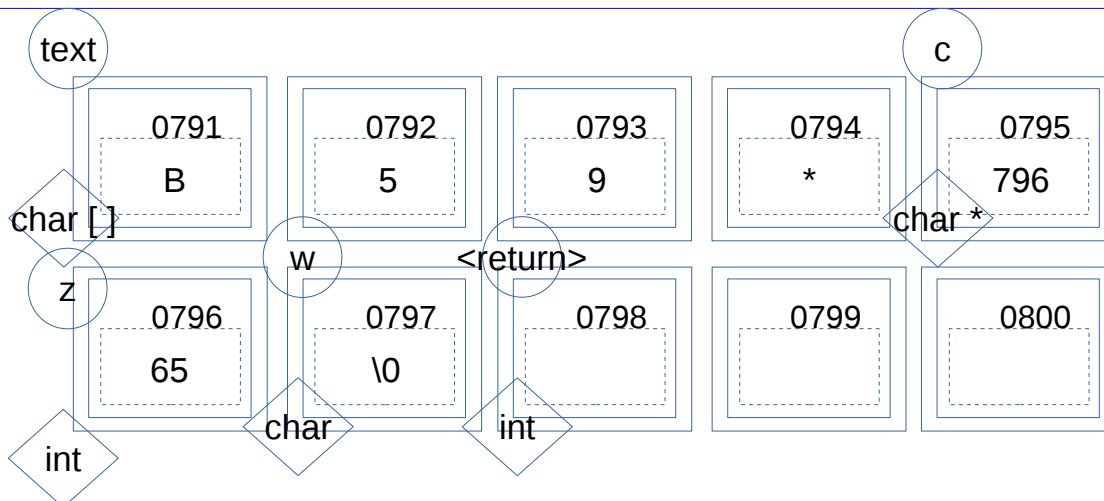 text c
0791 0792 0793 0794 0795
B 5 9 * 796
char [ ] char *
z w <return>
0796 0797 0798 0799 0800
65 \0
char int
int